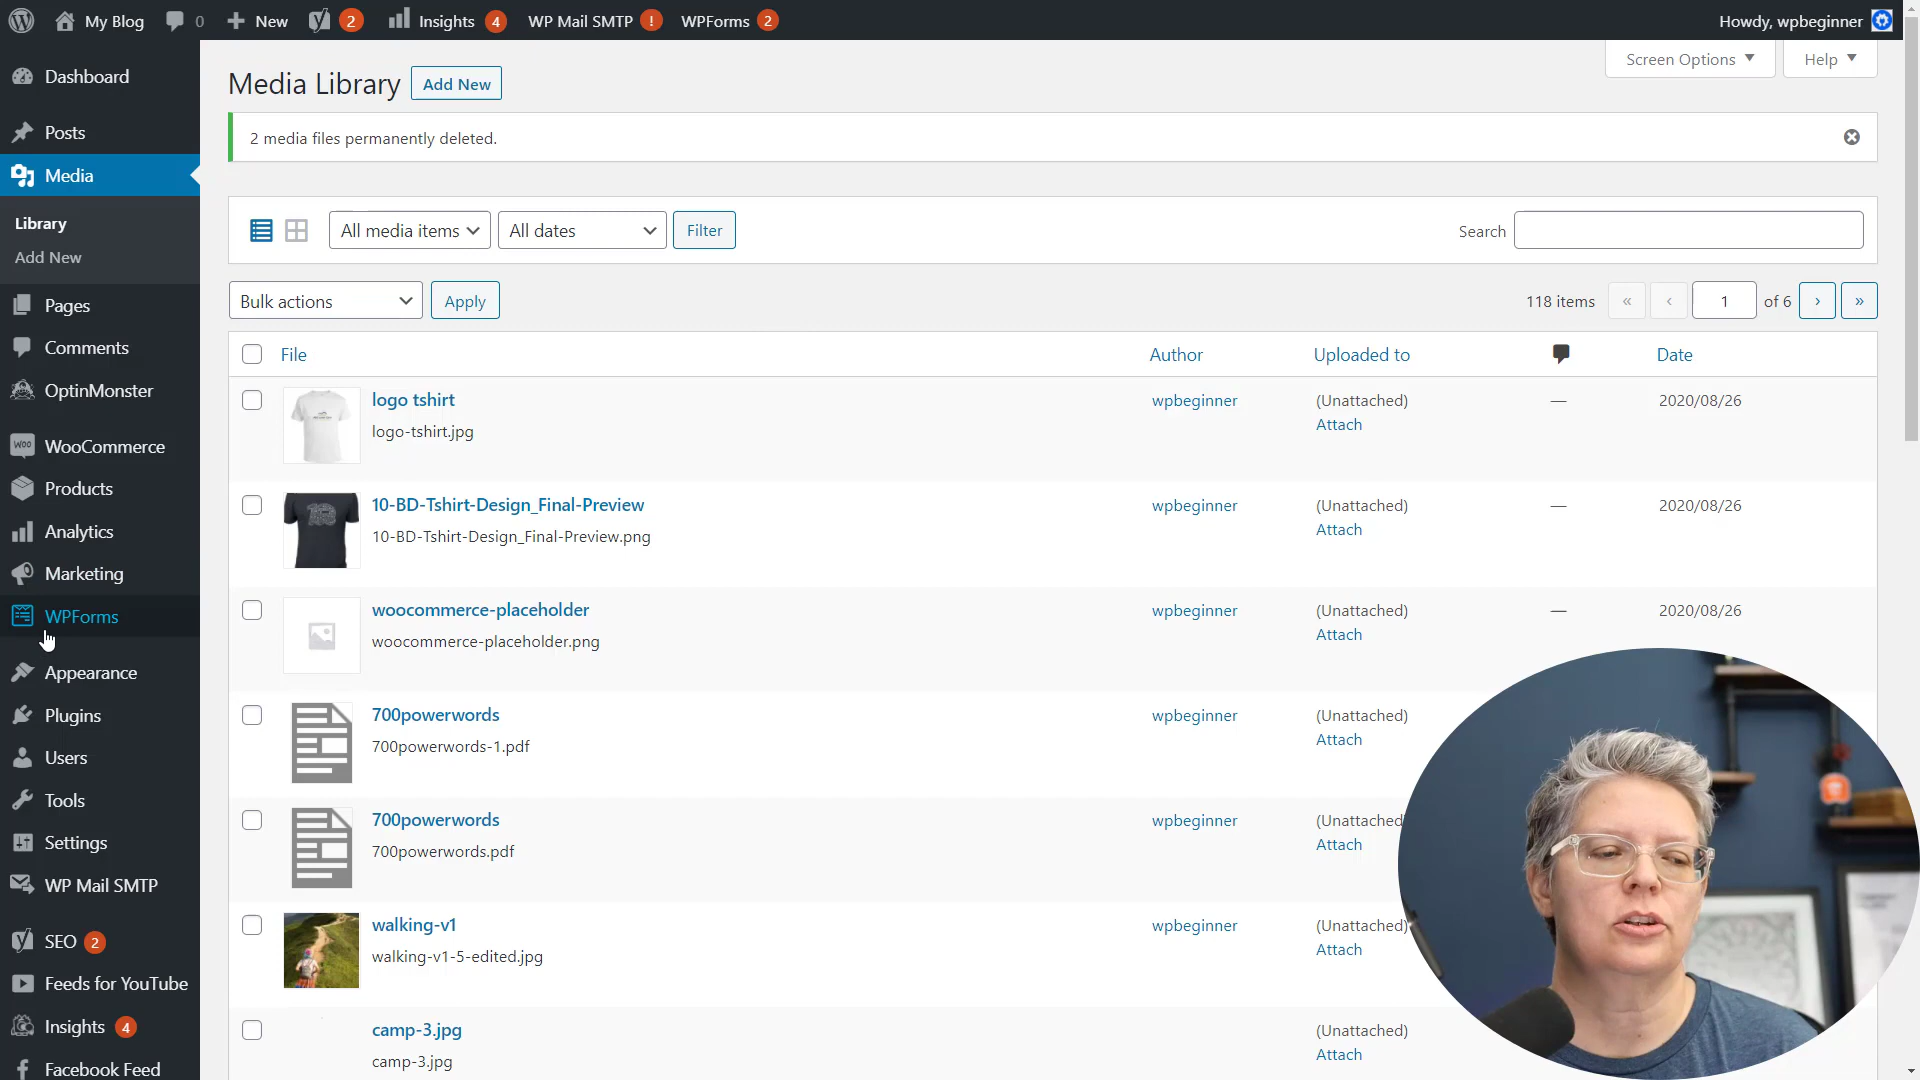 My Blog 0 New 2 Insights 4 WP Mail SMTP ! WPForms 2 Howdy, wpbeginner
Screen Options Help
Dashboard
Posts
Media
Library
Add New
Pages
Comments
OptinMonster
WooCommerce
Products
Analytics
Marketing
WPForms
Appearance
Plugins
Users
Tools
Settings
WP Mail SMTP
SEO 2
Feeds for YouTube
Insights 4
Facebook Feed
Media Library Add New
2 media files permanently deleted.
All media items All dates Filter Search
Bulk actions Apply 118 items « ‹ 1 of 6 › »
File Author Uploaded to Date
logo tshirt wpbeginner (Unattached) — 2020/08/26
logo-tshirt.jpg Attach
10-BD-Tshirt-Design_Final-Preview wpbeginner (Unattached) — 2020/08/26
10-BD-Tshirt-Design_Final-Preview.png Attach
woocommerce-placeholder wpbeginner (Unattached) — 2020/08/26
woocommerce-placeholder.png Attach
700powerwords wpbeginner (Unattached)
700powerwords-1.pdf Attach
700powerwords wpbeginner (Unattached)
700powerwords.pdf Attach
walking-v1 wpbeginner (Unattached)
walking-v1-5-edited.jpg Attach
camp-3.jpg (Unattached)
camp-3.jpg Attach